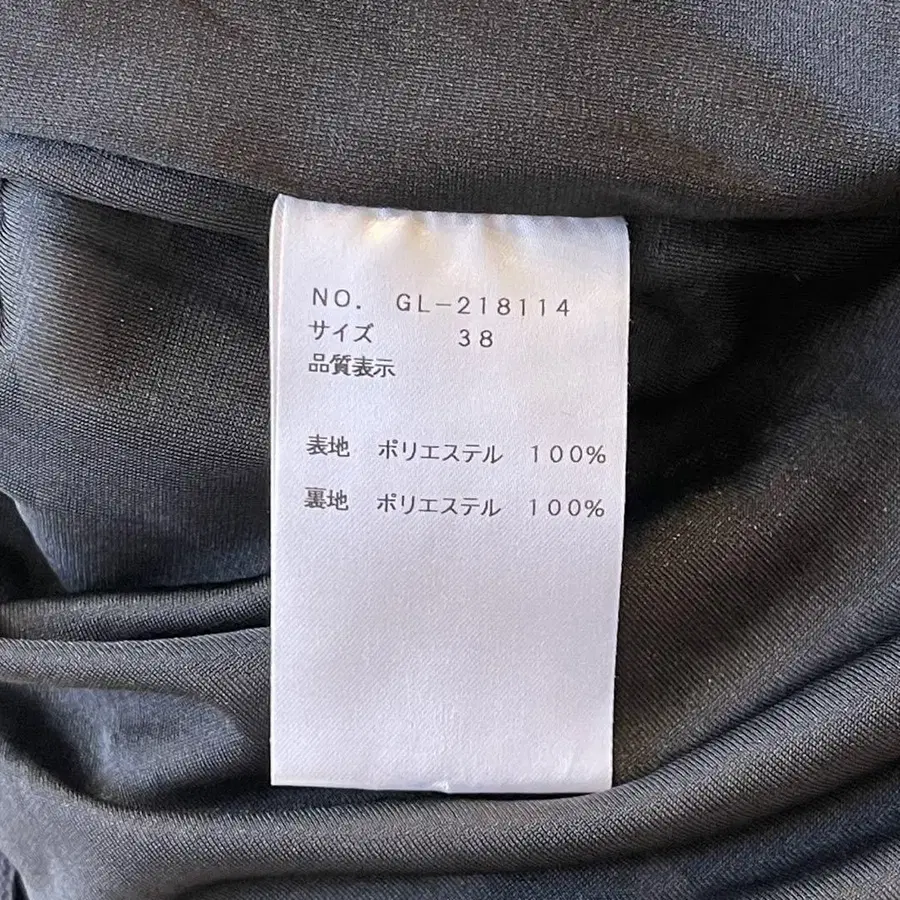 NO. GL-218114
サイズ 38
品質表示
表地 ポリエステル 100%
裏地 ポリエステル 100%